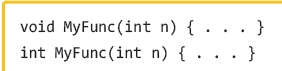 void MyFunc(int n) { . . . }
int MyFunc(int n) { . . . }